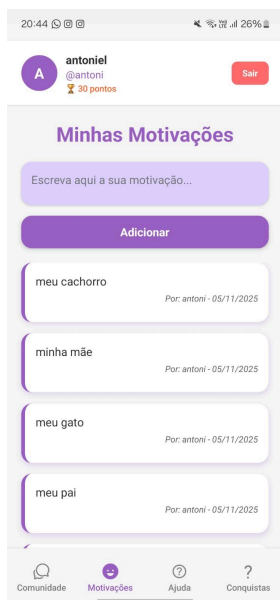 20:44
26%
A
antoniel
@antoni
30 pontos
Sair
Minhas Motivações
Escreva aqui a sua motivação...
Adicionar
meu cachorro
Por: antoni - 05/11/2025
minha mãe
Por: antoni - 05/11/2025
meu gato
Por: antoni - 05/11/2025
meu pai
Por: antoni - 05/11/2025
Comunidade
Motivações
Ajuda
Conquistas